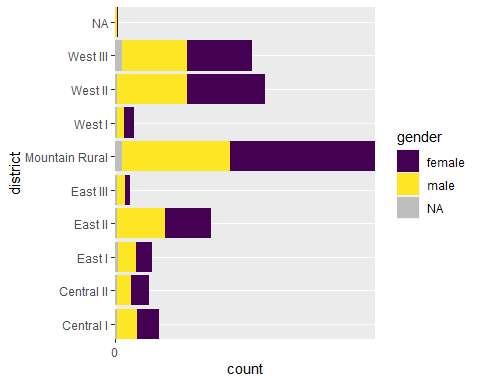 NA
West III
West II
West I
Mountain Rural
East III
East II
East I
Central II
Central I
district
0
count
gender
female
male
NA